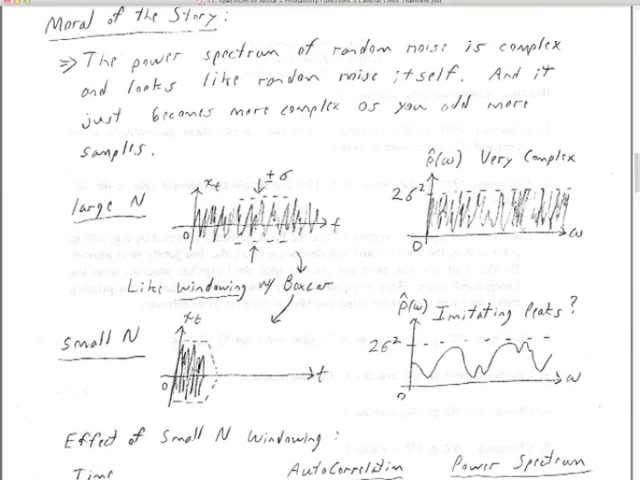 Moral of the Story:
⇒ The power spectrum of random noise is complex
and looks like random noise itself. And it
just becomes more complex as you add more
samples.
p̂(ω) Very Complex
± σ
x_t
2σ²
large N
t
0
0
ω
Like windowing w/ Boxcar
p̂(ω) Imitating Peaks?
x_t
small N
2σ²
0
t
0
ω
Effect of Small N Windowing:
Time
AutoCorrelation
Power Spectrum